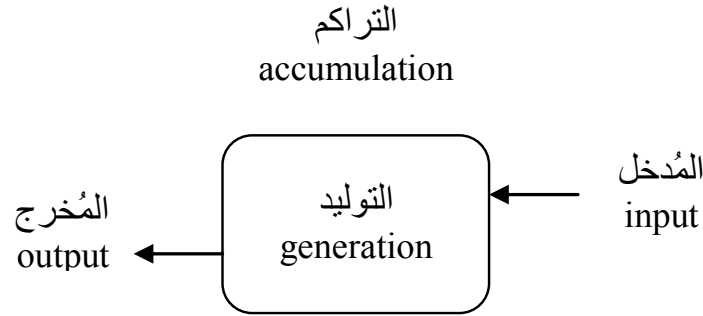 التراكم
accumulation
المُدخل
input
التوليد
generation
المُخرج
output